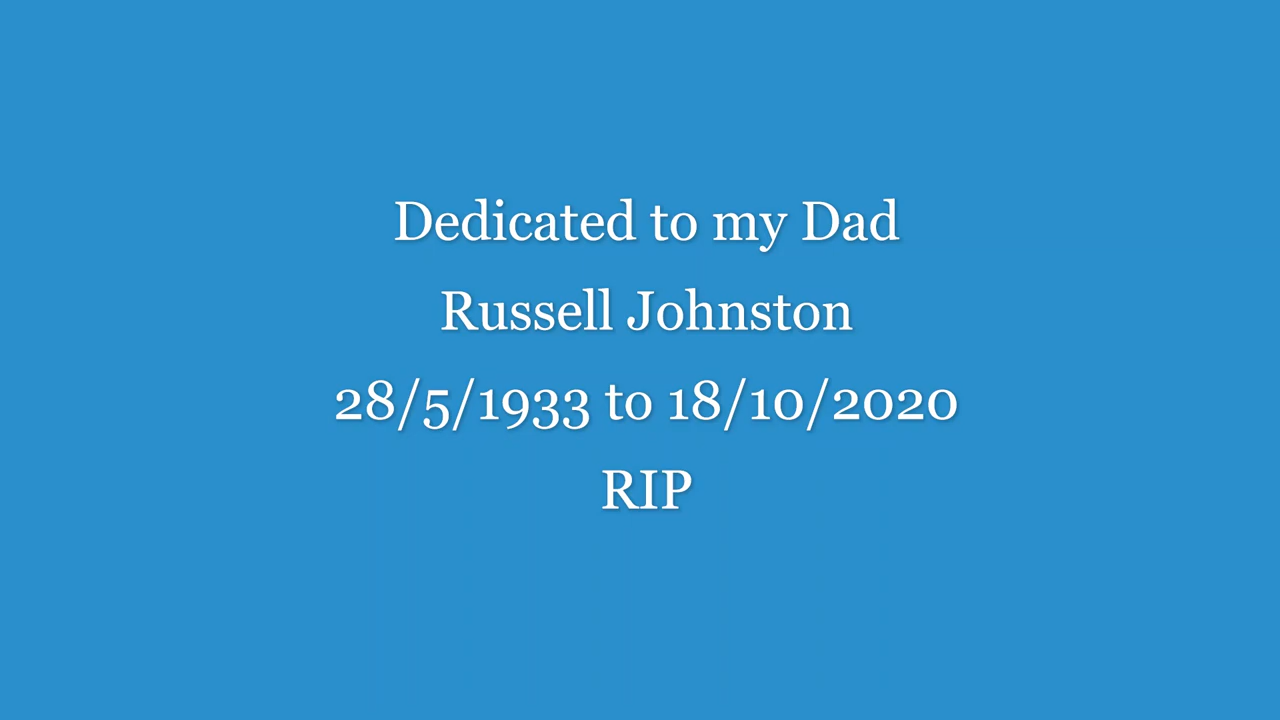 Dedicated to my Dad
Russell Johnston
28/5/1933 to 18/10/2020
RIP